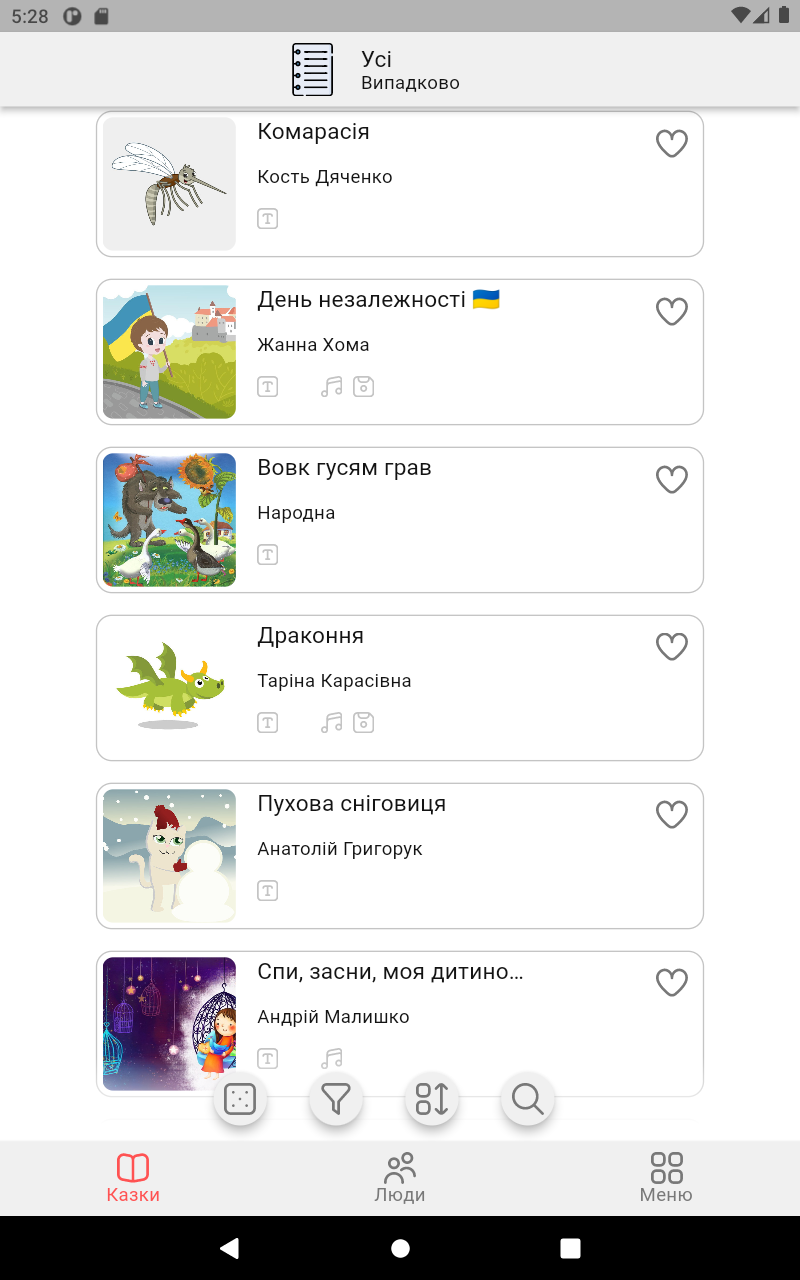 5:28
Усі
Випадково
Комарасія
Кость Дяченко
T
День незалежності 🇺🇦
Жанна Хома
T
Вовк гусям грав
Народна
T
Драконня
Таріна Карасівна
T
Пухова сніговиця
Анатолій Григорук
T
Спи, засни, моя дитино…
Андрій Малишко
T
Казки
Люди
Меню